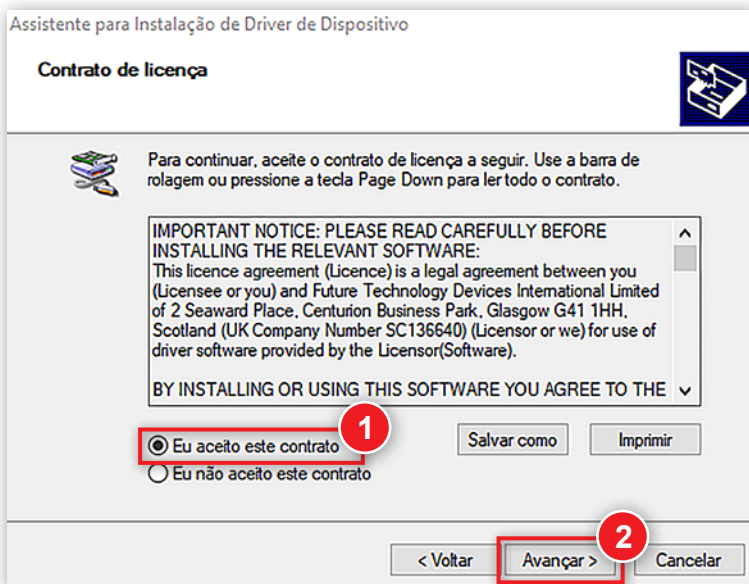 Assistente para Instalação de Driver de Dispositivo
Contrato de licença
Para continuar, aceite o contrato de licença a seguir. Use a barra de
rolagem ou pressione a tecla Page Down para ler todo o contrato.
IMPORTANT NOTICE: PLEASE READ CAREFULLY BEFORE
INSTALLING THE RELEVANT SOFTWARE:
This licence agreement (Licence) is a legal agreement between you
(Licensee or you) and Future Technology Devices International Limited
of 2 Seaward Place, Centurion Business Park, Glasgow G41 1HH,
Scotland (UK Company Number SC136640) (Licensor or we) for use of
driver software provided by the Licensor(Software).
BY INSTALLING OR USING THIS SOFTWARE YOU AGREE TO THE
1
Eu aceito este contrato
Salvar como
Imprimir
Eu não aceito este contrato
2
< Voltar
Avançar >
Cancelar